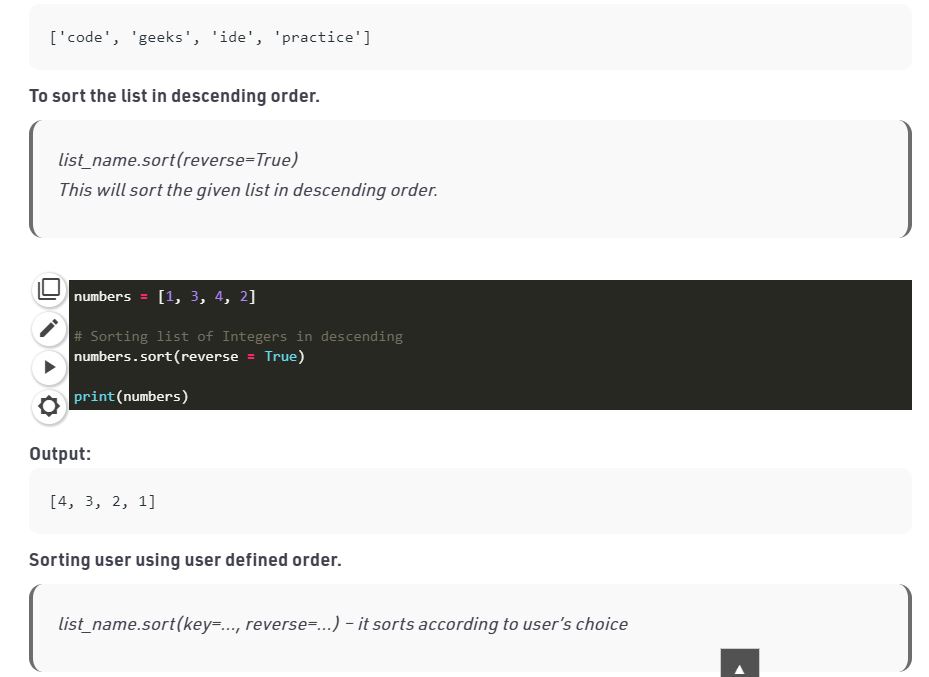 ['code', 'geeks', 'ide', 'practice']
To sort the list in descending order.
list_name.sort(reverse=True)
This will sort the given list in descending order.
numbers = [1, 3, 4, 2]
# Sorting list of Integers in descending
numbers.sort(reverse = True)
print(numbers)
Output:
[4, 3, 2, 1]
Sorting user using user defined order.
list_name.sort(key=…, reverse=…) – it sorts according to user’s choice